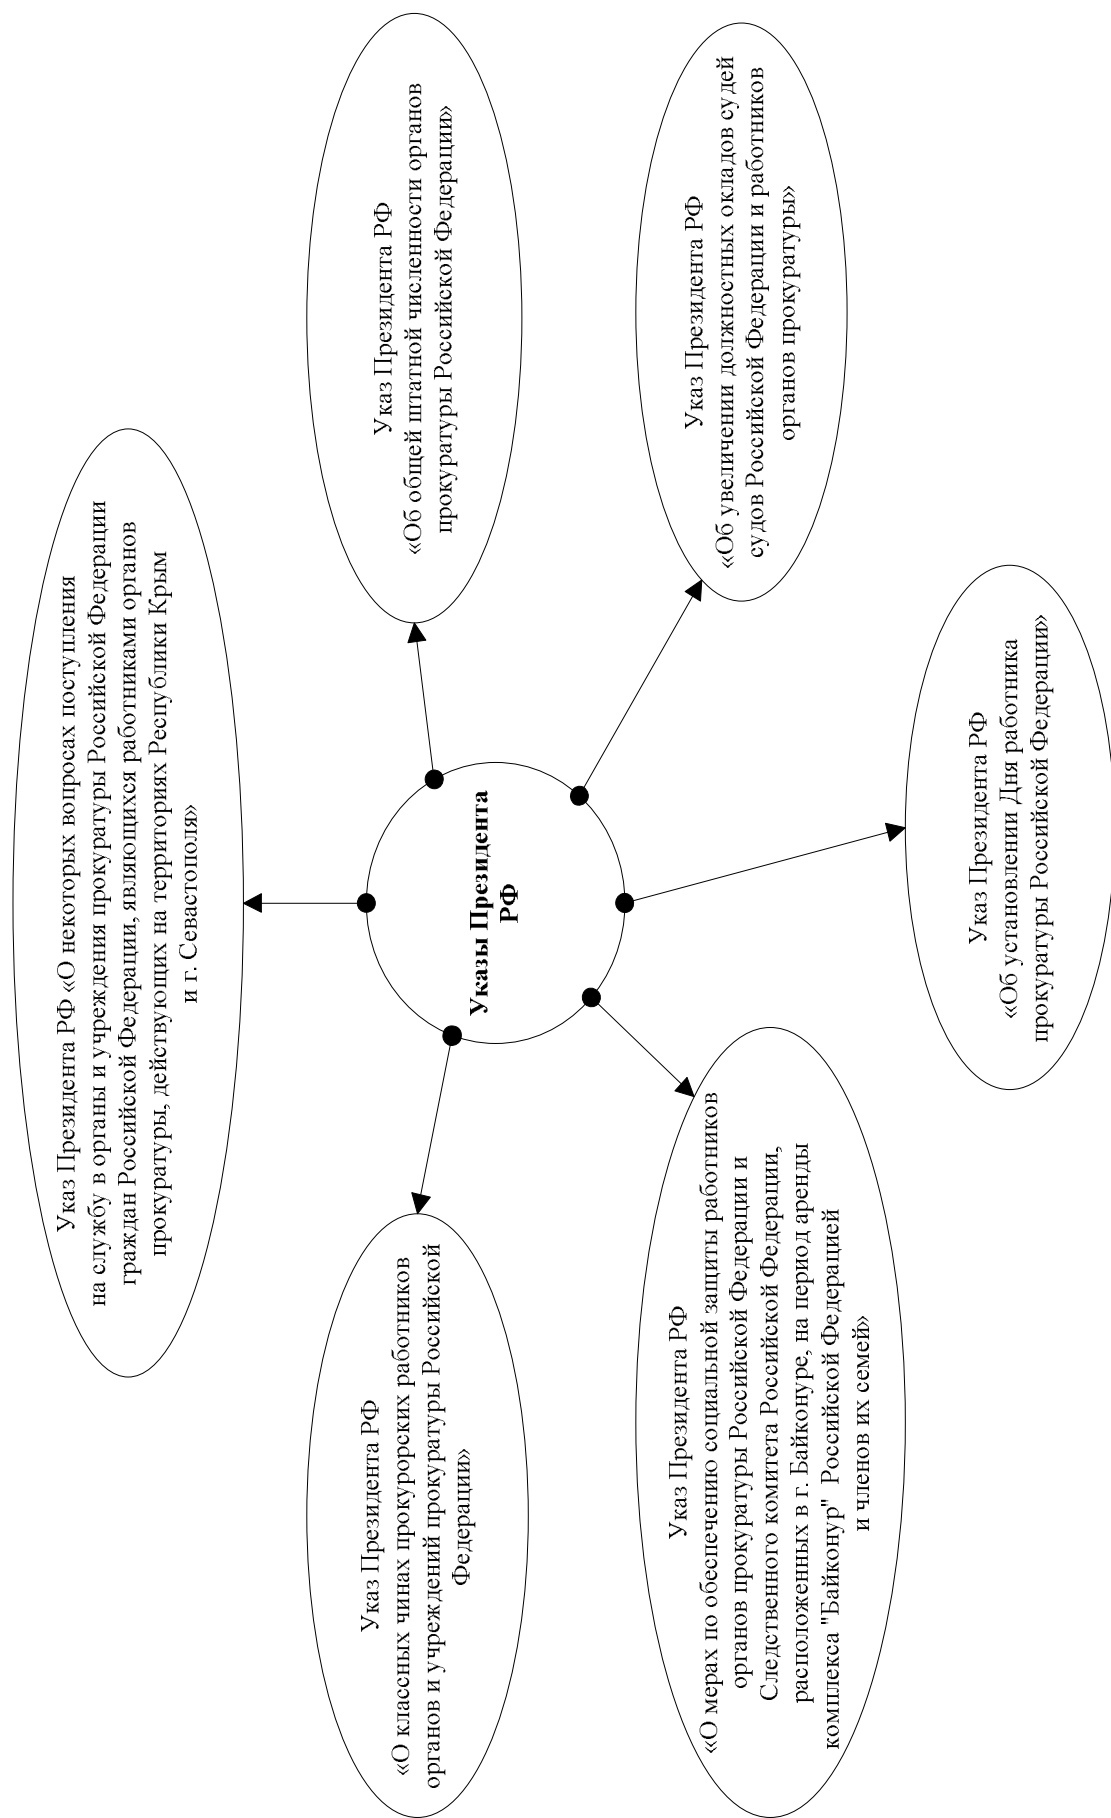 Указ Президента РФ «О некоторых вопросах поступления
на службу в органы и учреждения прокуратуры Российской Федерации
граждан Российской Федерации, являющихся работниками органов
прокуратуры, действующих на территориях Республики Крым
и г. Севастополя»
Указ Президента РФ
«О классных чинах прокурорских работников
органов и учреждений прокуратуры Российской
Федерации»
Указ Президента РФ
«Об общей штатной численности органов
прокуратуры Российской Федерации»
Указы Президента
РФ
Указ Президента РФ
«О мерах по обеспечению социальной защиты работников
органов прокуратуры Российской Федерации и
Следственного комитета Российской Федерации,
расположенных в г. Байконуре, на период аренды
комплекса "Байконур" Российской Федерацией
и членов их семей»
Указ Президента РФ
«Об увеличении должностных окладов судей
судов Российской Федерации и работников
органов прокуратуры»
Указ Президента РФ
«Об установлении Дня работника
прокуратуры Российской Федерации»